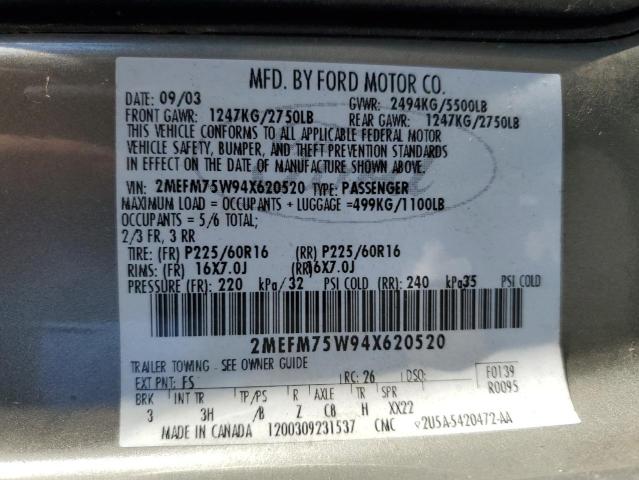 MFD. BY FORD MOTOR CO.
DATE: 09/03 GVWR: 2494KG/5500LB
FRONT GAWR: 1247KG/2750LB REAR GAWR: 1247KG/2750LB
THIS VEHICLE CONFORMS TO ALL APPLICABLE FEDERAL MOTOR
VEHICLE SAFETY, BUMPER, AND THEFT PREVENTION STANDARDS
IN EFFECT ON THE DATE OF MANUFACTURE SHOWN ABOVE.
VIN: 2MEFM75W94X620520 TYPE: PASSENGER
MAXIMUM LOAD = OCCUPANTS + LUGGAGE =499KG/1100LB
OCCUPANTS = 5/6 TOTAL;
2/3 FR, 3 RR
TIRE: (FR) P225/60R16 (RR) P225/60R16
RIMS: (FR) 16X7.0J (RR)16X7.0J
PRESSURE (FR): 220 kPa/32 PSI COLD (RR): 240 kPa35 PSI COLD
2MEFM75W94X620520
TRAILER TOWING - SEE OWNER GUIDE
EXT PNT: FS RC: 26 DSO: F0139
R0095
BRK INT TR TP/PS R AXLE TR SPR
3 3H /B Z C8 H XX22
MADE IN CANADA 1200309231537 CMC 2U5A-5420472-AA